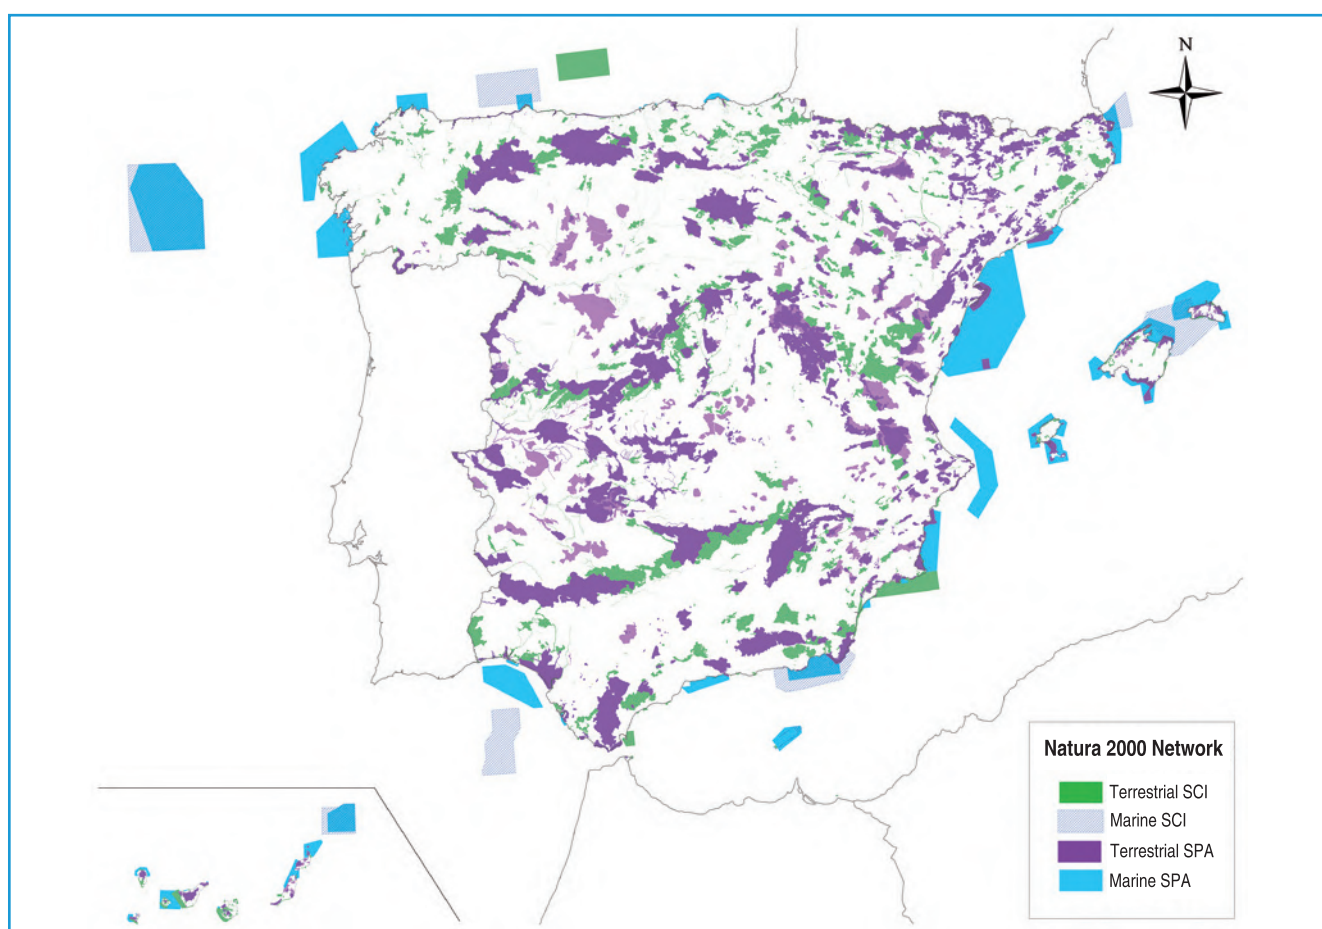 N
Natura 2000 Network
Terrestrial SCI
Marine SCI
Terrestrial SPA
Marine SPA